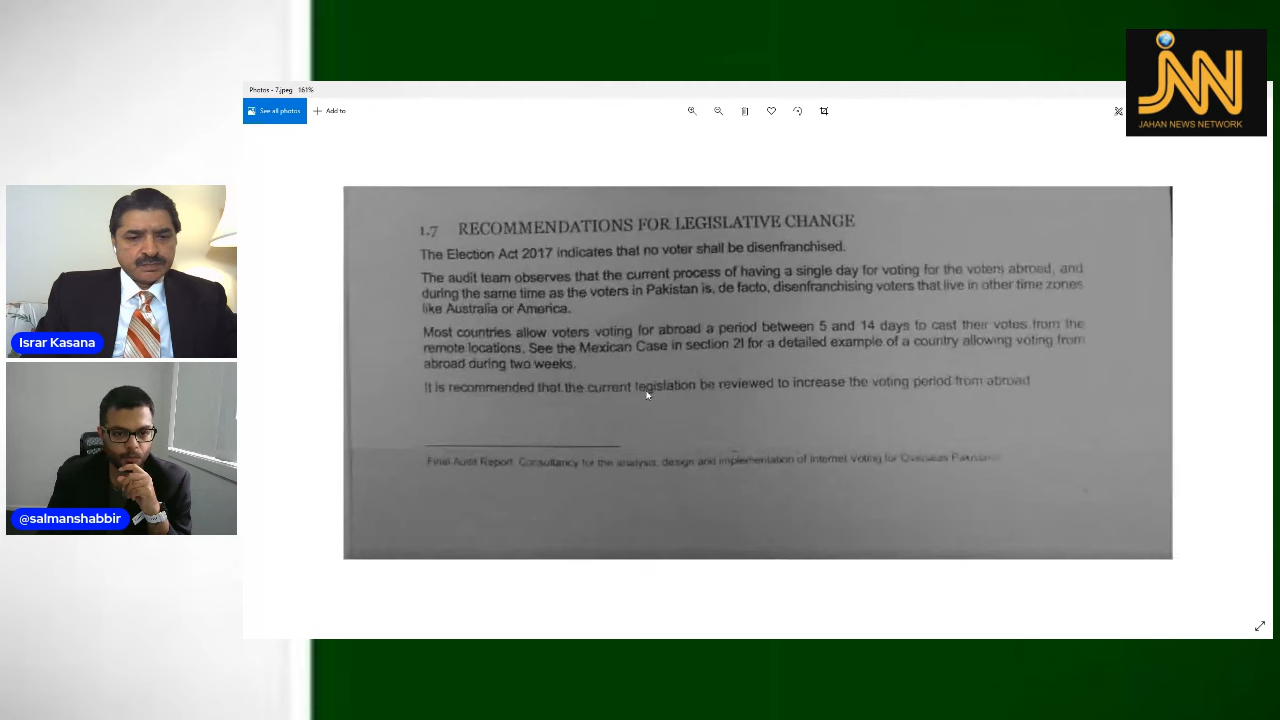 Photos - 7.jpeg 161%
See all photos
Add to
JNN
JAHAN NEWS NETWORK
1.7 RECOMMENDATIONS FOR LEGISLATIVE CHANGE
The Election Act 2017 indicates that no voter shall be disenfranchised.
The audit team observes that the current process of having a single day for voting for the voters abroad, and
during the same time as the voters in Pakistan is, de facto, disenfranchising voters that live in other time zones
like Australia or America.
Most countries allow voters voting for abroad a period between 5 and 14 days to cast their votes from the
remote locations. See the Mexican Case in section 2l for a detailed example of a country allowing voting from
abroad during two weeks.
It is recommended that the current legislation be reviewed to increase the voting period from abroad
Final Audit Report. Consultancy for the analysis, design and implementation of Internet Voting for Overseas
Israr Kasana
@salmanshabbir